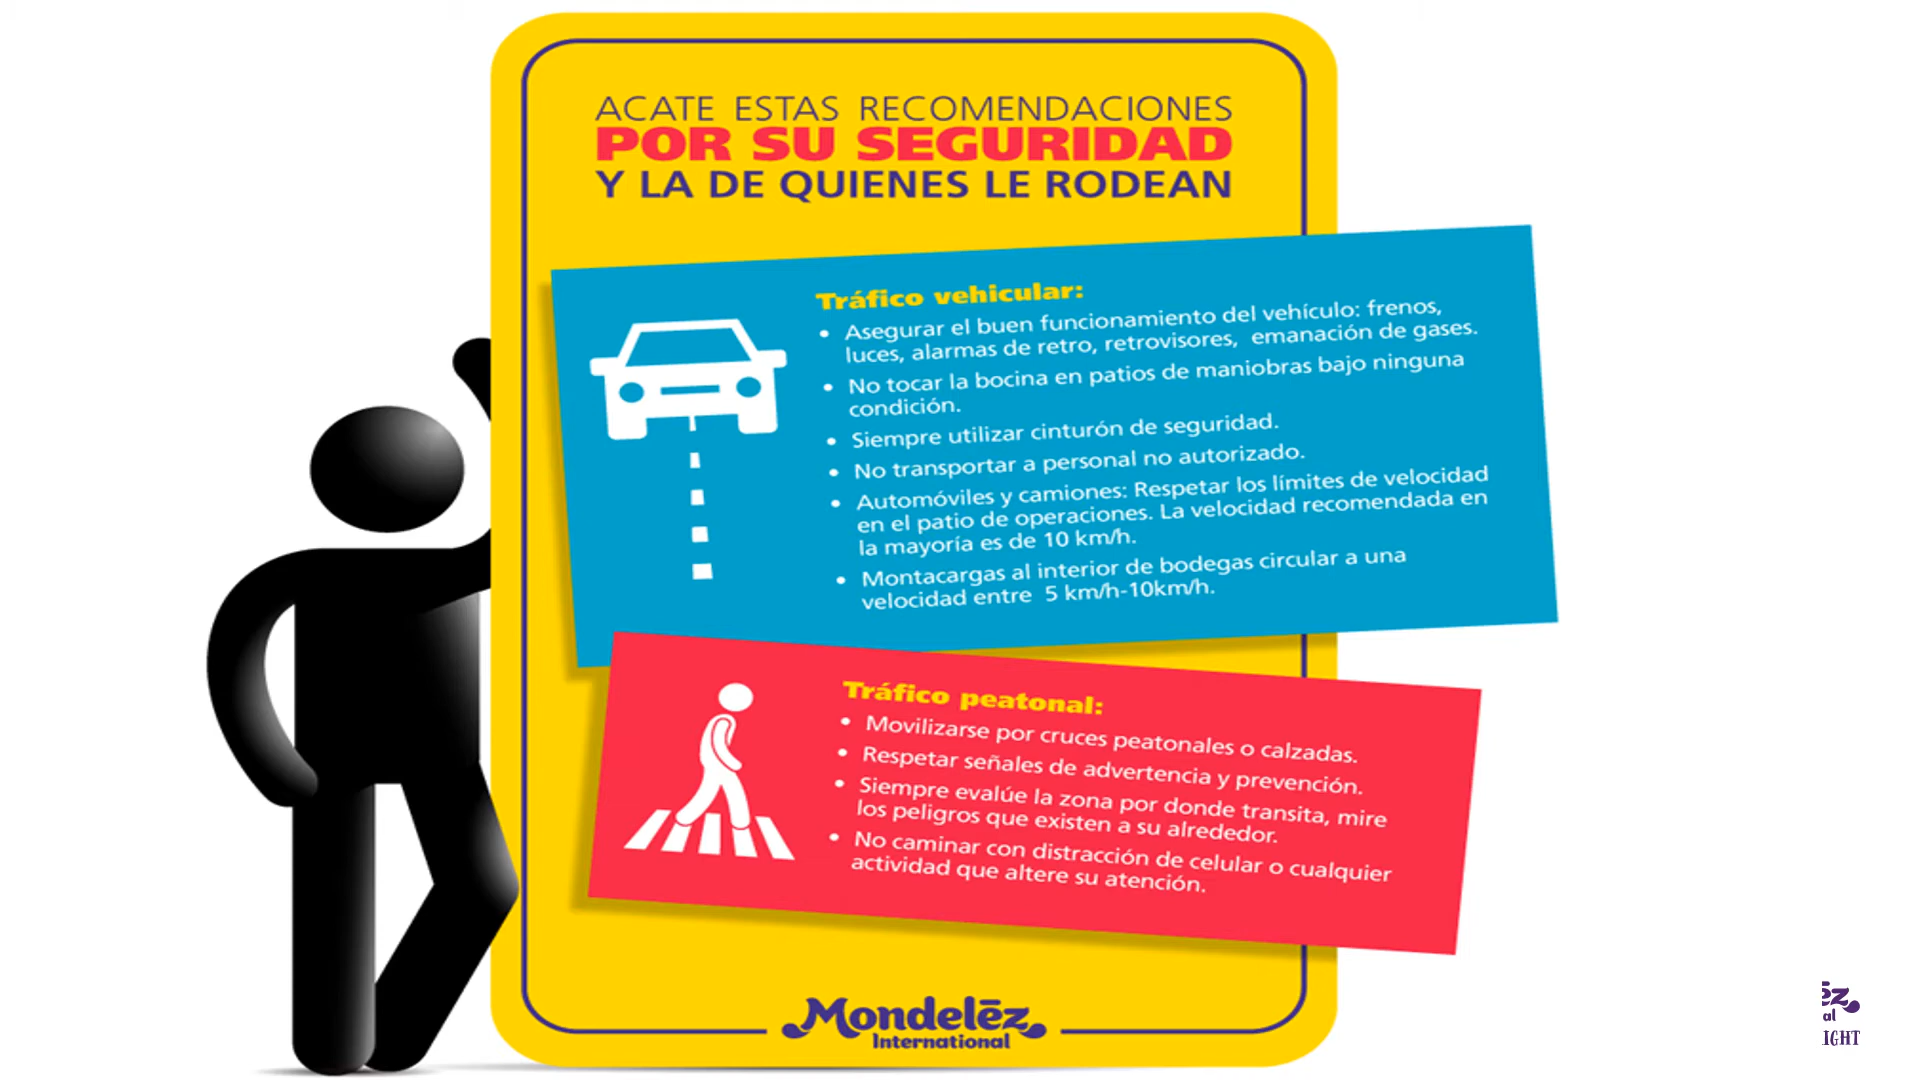 ACATE ESTAS RECOMENDACIONES
POR SU SEGURIDAD
Y LA DE QUIENES LE RODEAN
Tráfico vehicular:
• Asegurar el buen funcionamiento del vehículo: frenos,
luces, alarmas de retro, retrovisores, emanación de gases.
• No tocar la bocina en patios de maniobras bajo ninguna
condición.
• Siempre utilizar cinturón de seguridad.
• No transportar a personal no autorizado.
• Automóviles y camiones: Respetar los límites de velocidad
en el patio de operaciones. La velocidad recomendada en
la mayoría es de 10 km/h.
• Montacargas al interior de bodegas circular a una
velocidad entre 5 km/h-10km/h.
Tráfico peatonal:
• Movilizarse por cruces peatonales o calzadas.
• Respetar señales de advertencia y prevención.
• Siempre evalúe la zona por donde transita, mire
los peligros que existen a su alrededor.
• No caminar con distracción de celular o cualquier
actividad que altere su atención.
Mondelēz
International